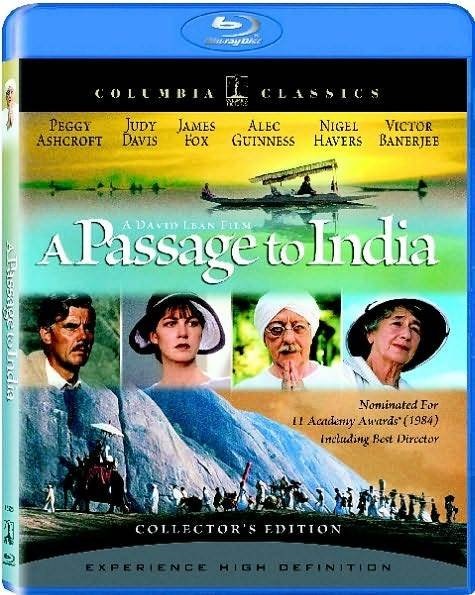 Blu-ray Disc
COLUMBIA CLASSICS
PEGGY ASHCROFT
JUDY DAVIS
JAMES FOX
ALEC GUINNESS
NIGEL HAVERS
VICTOR BANERJEE
A DAVID LEAN FILM
A PASSAGE TO INDIA
Nominated For
11 Academy Awards® (1984)
Including Best Director
COLLECTOR'S EDITION
EXPERIENCE HIGH DEFINITION
A PASSAGE TO INDIA